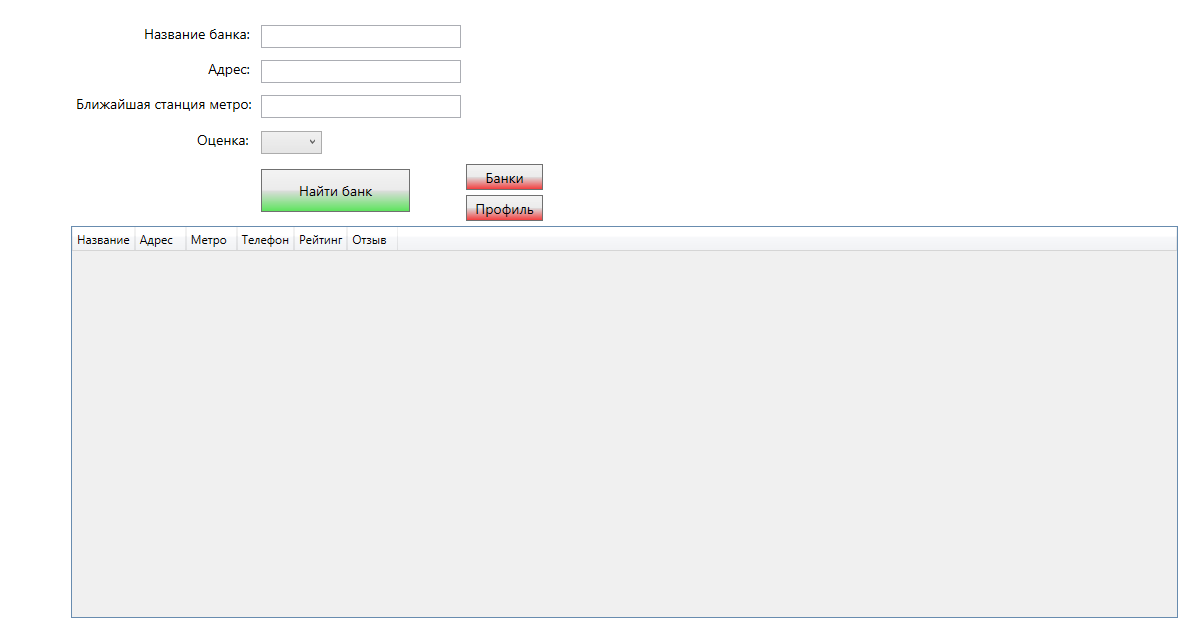 Название банка:
Адрес:
Ближайшая станция метро:
Оценка:
Найти банк
Банки
Профиль
Название Адрес Метро Телефон Рейтинг Отзыв